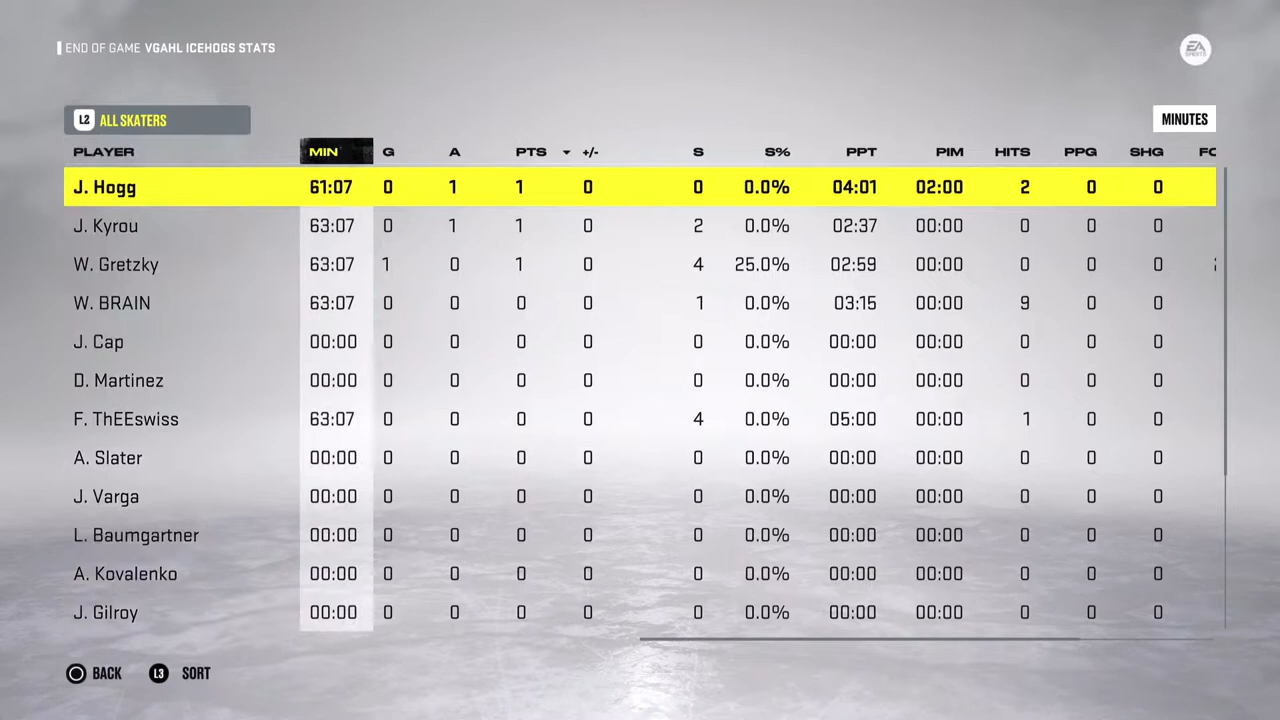 END OF GAME VGAHL ICEHOGS STATS
EA SPORTS
L2 ALL SKATERS
MINUTES
PLAYER MIN G A PTS +/- S S% PPT PIM HITS PPG SHG
J. Hogg 61:07 0 1 1 0 0 0.0% 04:01 02:00 2 0 0
J. Kyrou 63:07 0 1 1 0 2 0.0% 02:37 00:00 0 0 0
W. Gretzky 63:07 1 0 1 0 4 25.0% 02:59 00:00 0 0 0
W. BRAIN 63:07 0 0 0 0 1 0.0% 03:15 00:00 9 0 0
J. Cap 00:00 0 0 0 0 0 0.0% 00:00 00:00 0 0 0
D. Martinez 00:00 0 0 0 0 0 0.0% 00:00 00:00 0 0 0
F. ThEEswiss 63:07 0 0 0 0 4 0.0% 05:00 00:00 1 0 0
A. Slater 00:00 0 0 0 0 0 0.0% 00:00 00:00 0 0 0
J. Varga 00:00 0 0 0 0 0 0.0% 00:00 00:00 0 0 0
L. Baumgartner 00:00 0 0 0 0 0 0.0% 00:00 00:00 0 0 0
A. Kovalenko 00:00 0 0 0 0 0 0.0% 00:00 00:00 0 0 0
J. Gilroy 00:00 0 0 0 0 0 0.0% 00:00 00:00 0 0 0
BACK L3 SORT